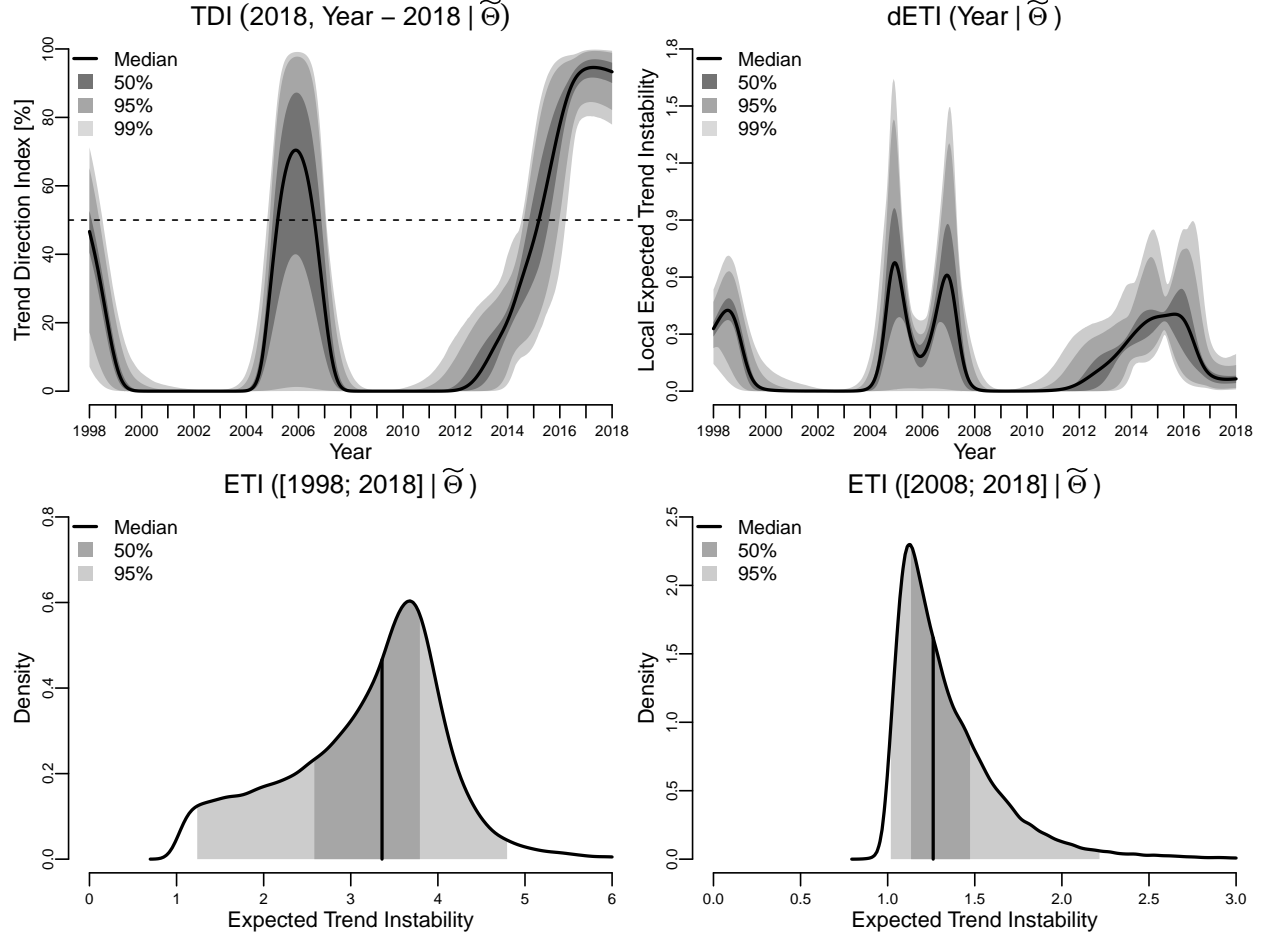 TDI (2018, Year − 2018 | Θ̃)
Median
50%
95%
99%
Trend Direction Index [%]
0 20 40 60 80 100
1998 2000 2002 2004 2006 2008 2010 2012 2014 2016 2018
Year
dETI (Year | Θ̃ )
Median
50%
95%
99%
Local Expected Trend Instability
0.0 0.3 0.6 0.9 1.2 1.5 1.8
1998 2000 2002 2004 2006 2008 2010 2012 2014 2016 2018
Year
ETI ([1998; 2018] | Θ̃ )
Median
50%
95%
Density
0.0 0.2 0.4 0.6 0.8
0 1 2 3 4 5 6
Expected Trend Instability
ETI ([2008; 2018] | Θ̃ )
Median
50%
95%
Density
0.0 0.5 1.0 1.5 2.0 2.5
0.0 0.5 1.0 1.5 2.0 2.5 3.0
Expected Trend Instability